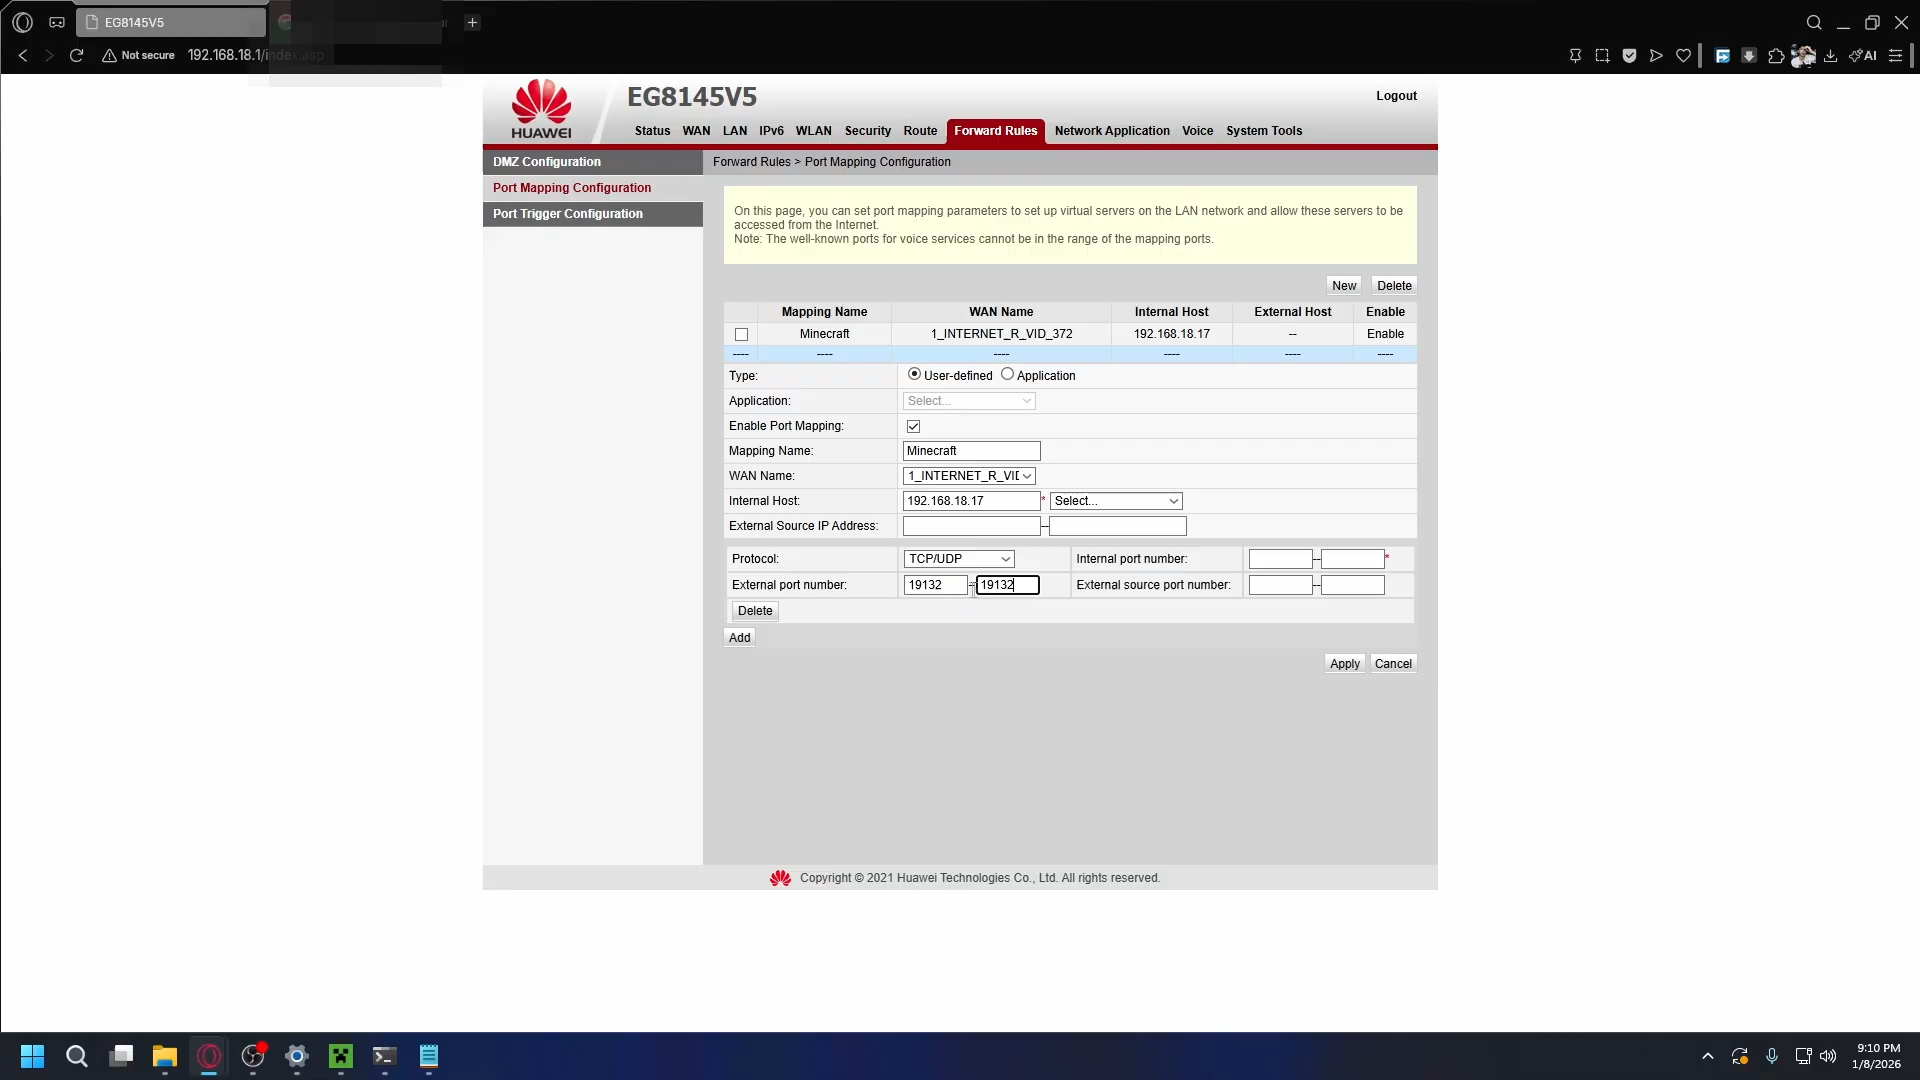 EG8145V5
Not secure 192.168.18.1/index.asp
AI
HUAWEI
EG8145V5
Logout
Status WAN LAN IPv6 WLAN Security Route Forward Rules Network Application Voice System Tools
DMZ Configuration
Port Mapping Configuration
Port Trigger Configuration
Forward Rules > Port Mapping Configuration
On this page, you can set port mapping parameters to set up virtual servers on the LAN network and allow these servers to be
accessed from the Internet.
Note: The well-known ports for voice services cannot be in the range of the mapping ports.
New Delete
Mapping Name WAN Name Internal Host External Host Enable
Minecraft 1_INTERNET_R_VID_372 192.168.18.17 -- Enable
---- ---- ---- ---- ---- ----
Type: User-defined Application
Application: Select...
Enable Port Mapping:
Mapping Name: Minecraft
WAN Name: 1_INTERNET_R_VIE
Internal Host: 192.168.18.17 * Select...
External Source IP Address: --
Protocol: TCP/UDP Internal port number: -- *
External port number: 19132 -- 19132 External source port number: --
Delete
Add
Apply Cancel
Copyright © 2021 Huawei Technologies Co., Ltd. All rights reserved.
9:10 PM
1/8/2026